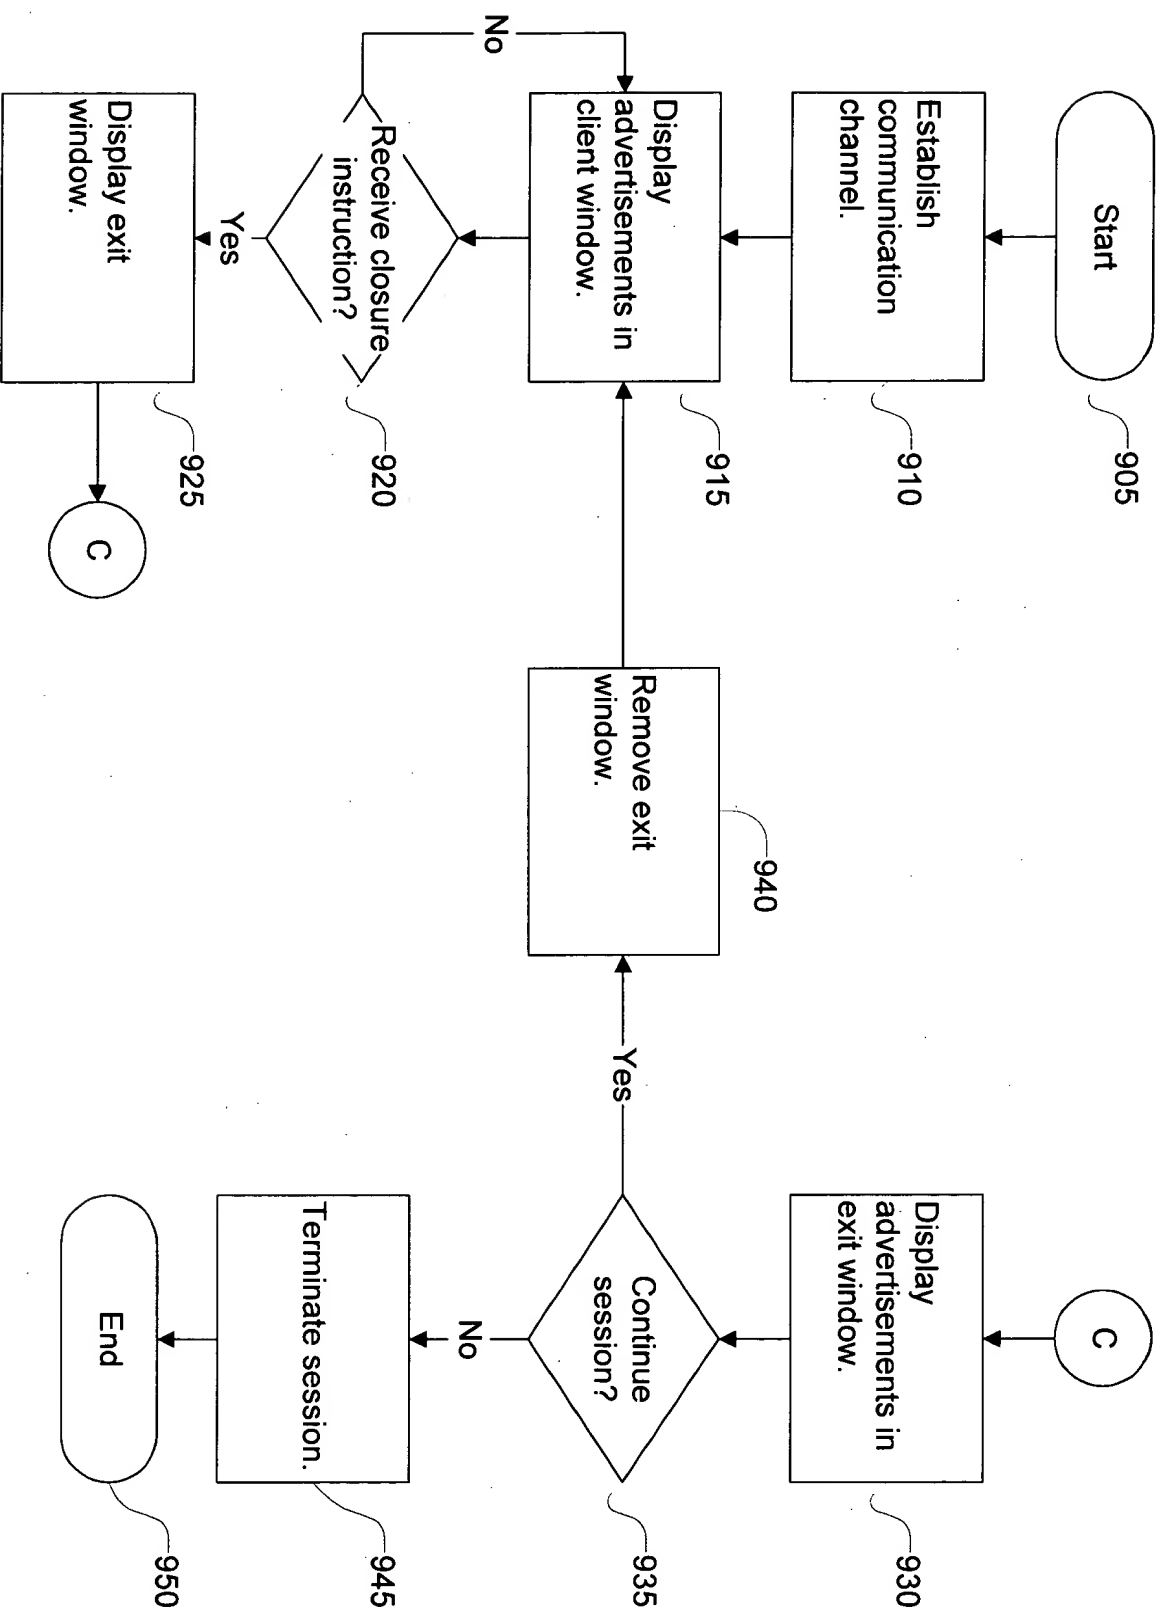 Start
905
Establish
communication
channel.
910
Display
advertisements in
client window.
915
No
Receive closure
instruction?
920
Yes
Display exit
window.
925
C
Remove exit
window.
940
C
Display
advertisements in
exit window.
930
Continue
session?
935
Yes
No
Terminate session.
945
End
950